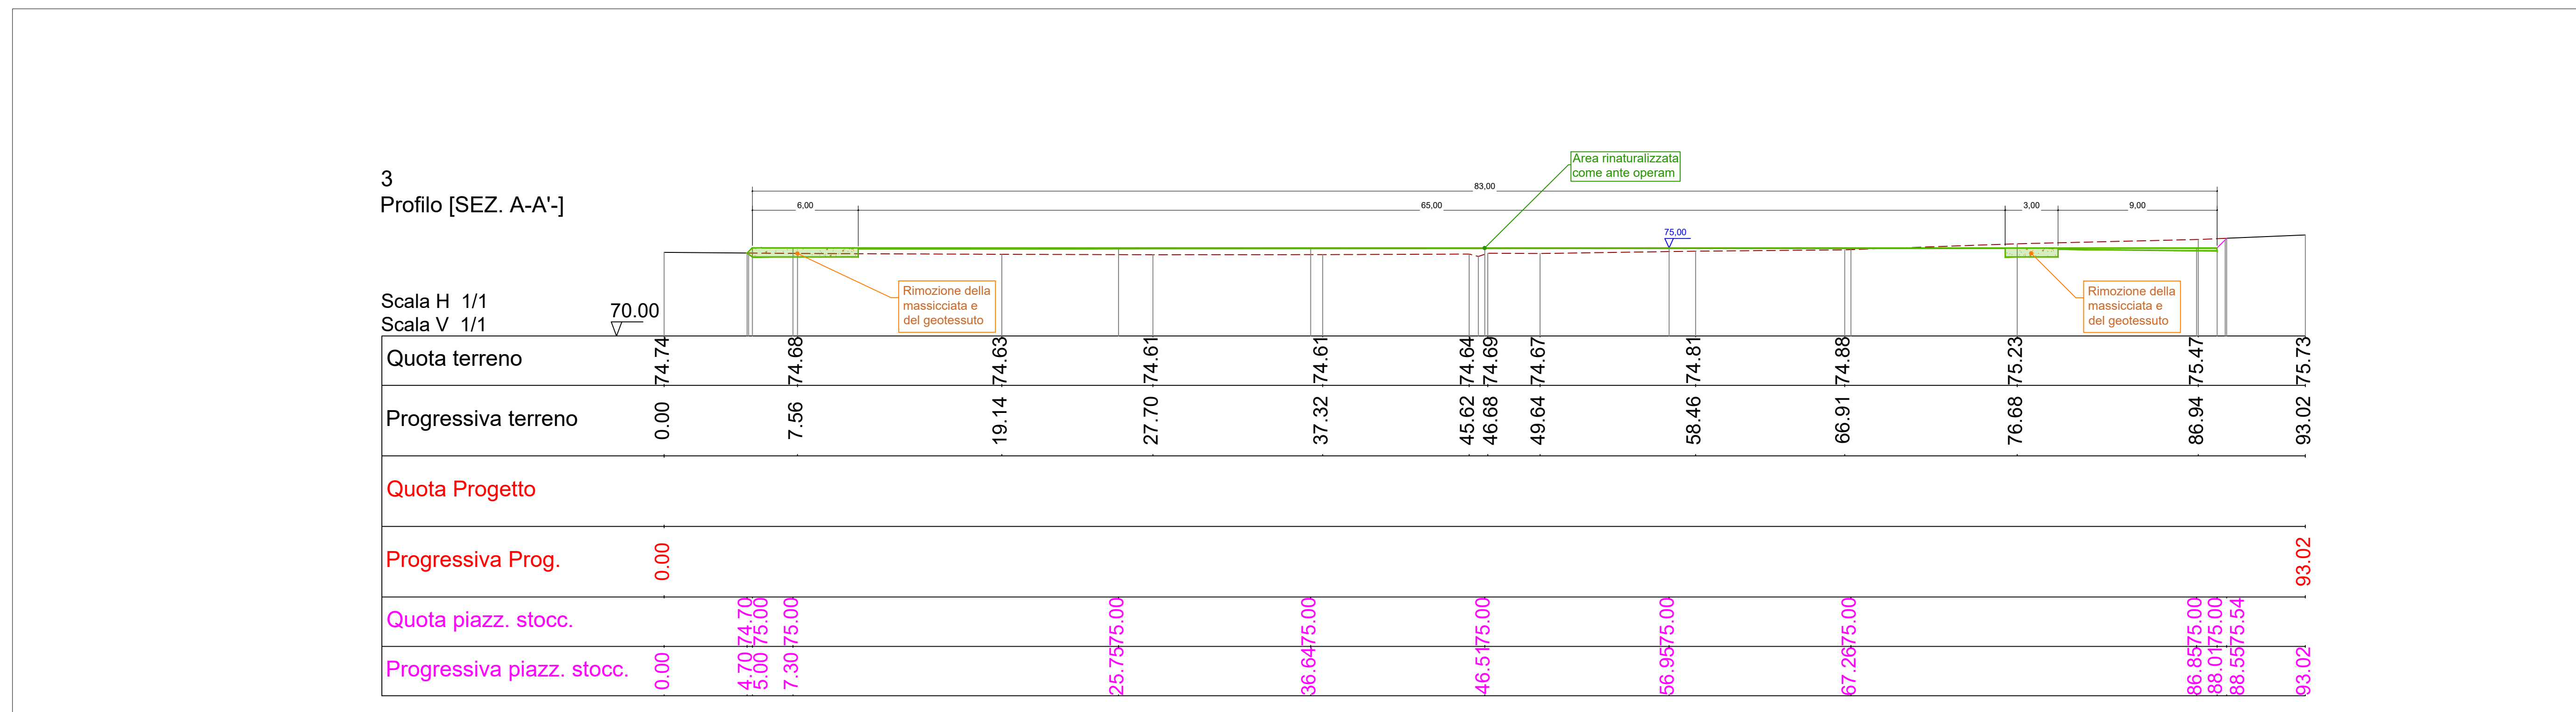 3
Profilo [SEZ. A-A'-]
Area rinaturalizzata
come ante operam
83,00
6,00 65,00 3,00 9,00
75,00
Rimozione della
massicciata e
del geotessuto
Rimozione della
massicciata e
del geotessuto
Scala H 1/1
Scala V 1/1
70.00
Quota terreno 74.74 74.68 74.63 74.61 74.61 74.64 74.69 74.67 74.81 74.88 75.23 75.47 75.73
Progressiva terreno 0.00 7.56 19.14 27.70 37.32 45.62 46.68 49.64 58.46 66.91 76.68 86.94 93.02
Quota Progetto
Progressiva Prog. 0.00 93.02
Quota piazz. stocc. 74.70 75.00 75.00 75.00 75.00 75.00 75.00 75.00 75.00 75.00 75.54
Progressiva piazz. stocc. 0.00 4.70 5.00 7.30 25.75 36.64 46.51 56.95 67.26 86.85 88.01 88.55 93.02